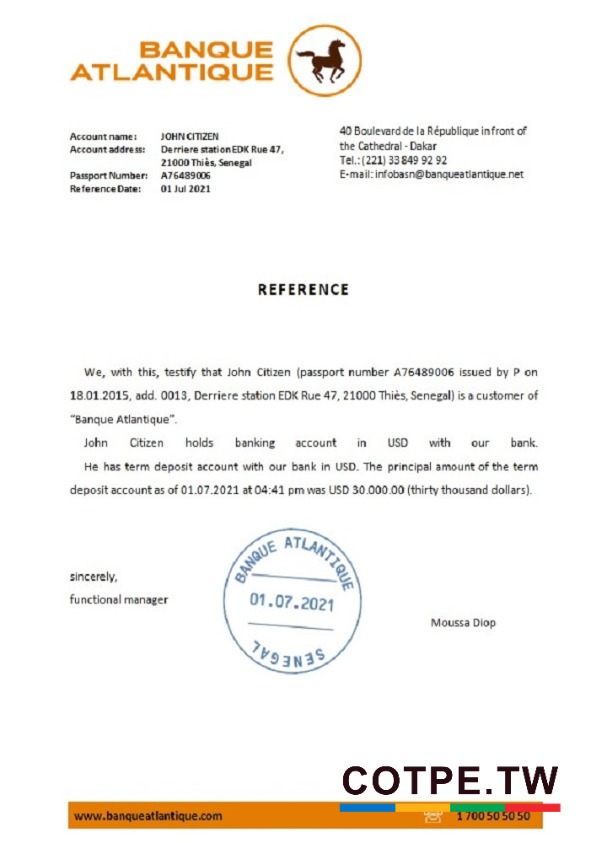 BANQUE
ATLANTIQUE
Account name: JOHN CITIZEN
Account address: Derriere station EDK Rue 47,
21000 Thiès, Senegal
Passport Number: A76489006
Reference Date: 01 Jul 2021
40 Boulevard de la République in front of
the Cathedral - Dakar
Tel.: (221) 33 849 92 92
E-mail: infobasn@banqueatlantique.net
REFERENCE
We, with this, testify that John Citizen (passport number A76489006 issued by P on
18.01.2015, add. 0013, Derriere station EDK Rue 47, 21000 Thiès, Senegal) is a customer of
“Banque Atlantique”.
John Citizen holds banking account in USD with our bank.
He has term deposit account with our bank in USD. The principal amount of the term
deposit account as of 01.07.2021 at 04:41 pm was USD 30.000.00 (thirty thousand dollars).
sincerely,
functional manager
BANQUE ATLANTIQUE
01.07.2021
SENEGAL
Moussa Diop
COTPE.TW
www.banqueatlantique.com
1 700 50 50 50